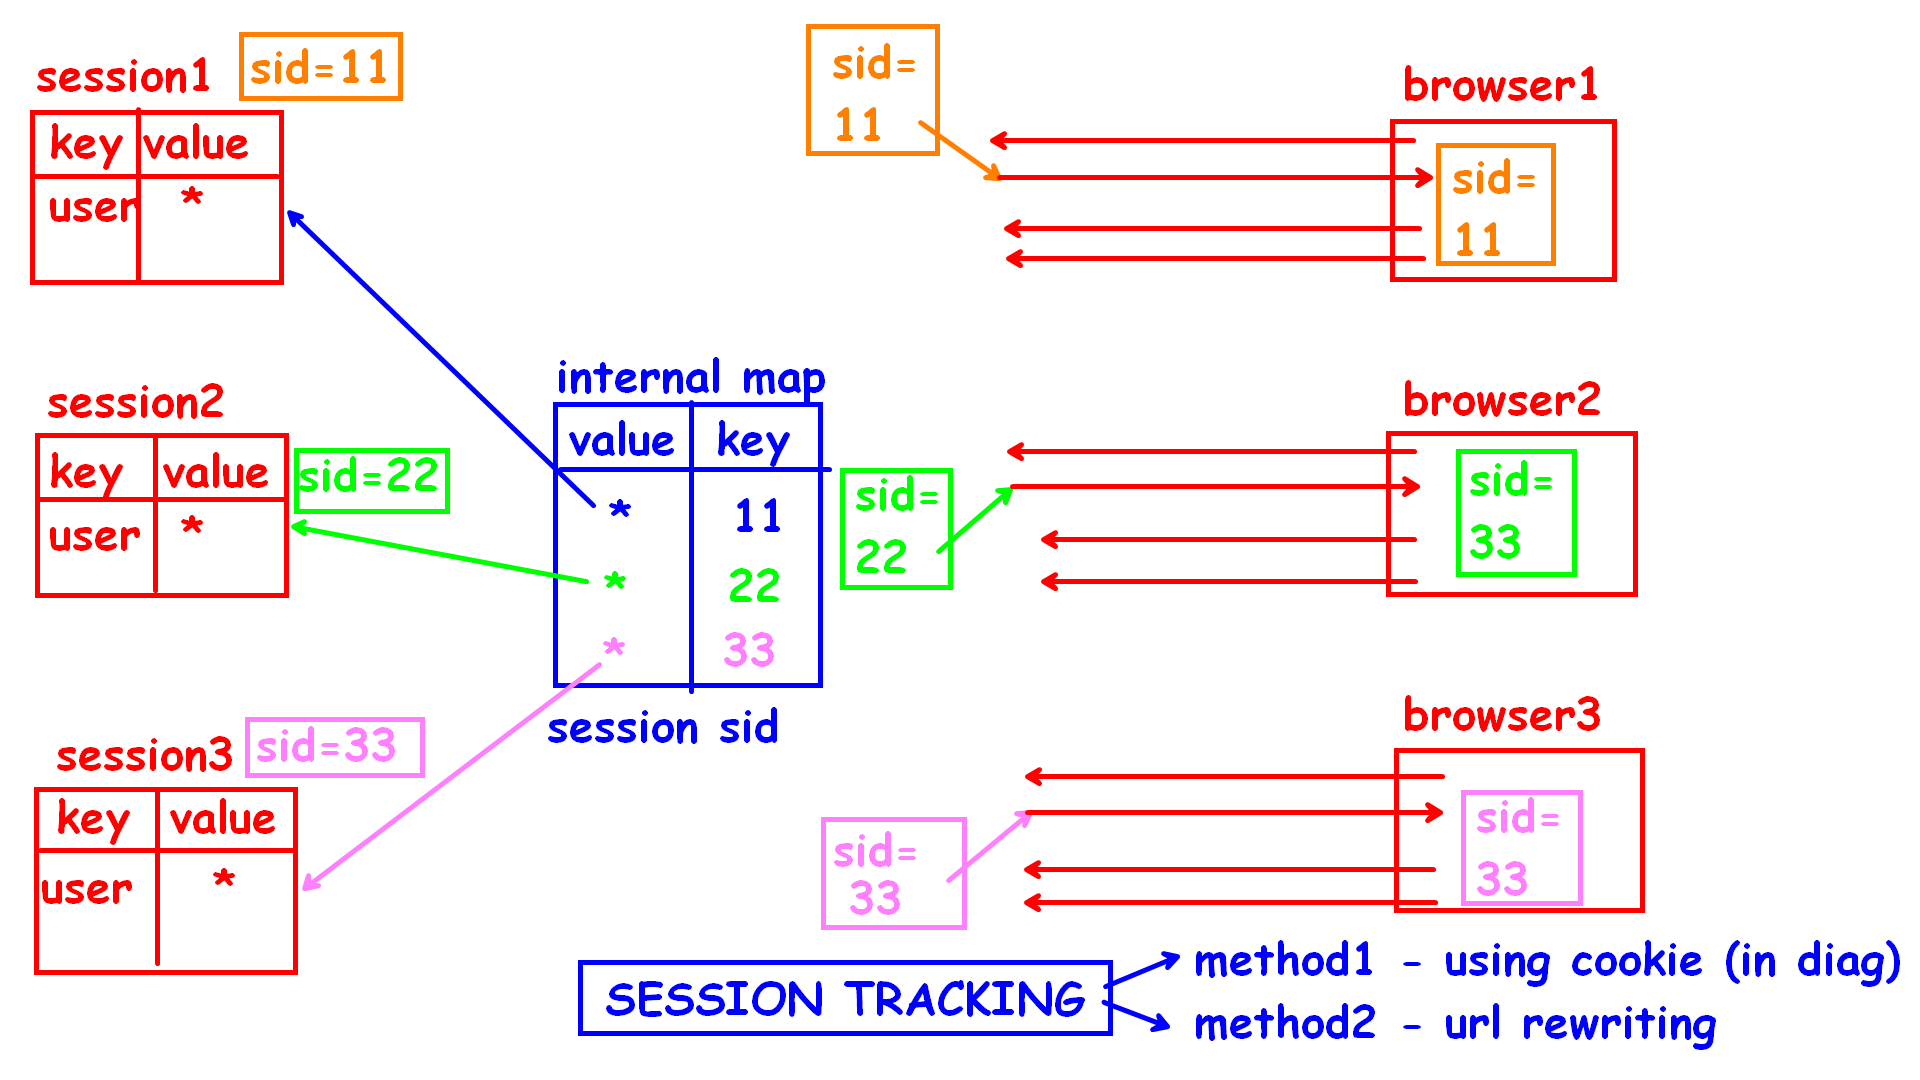 session1
sid=11
key value
user *
session2
key value
sid=22
user *
session3
sid=33
key value
user *
internal map
value key
* 11
* 22
* 33
session sid
sid=
11
browser1
sid=
11
sid=
22
browser2
sid=
33
sid=
33
browser3
sid=
33
SESSION TRACKING
method1 - using cookie (in diag)
method2 - url rewriting